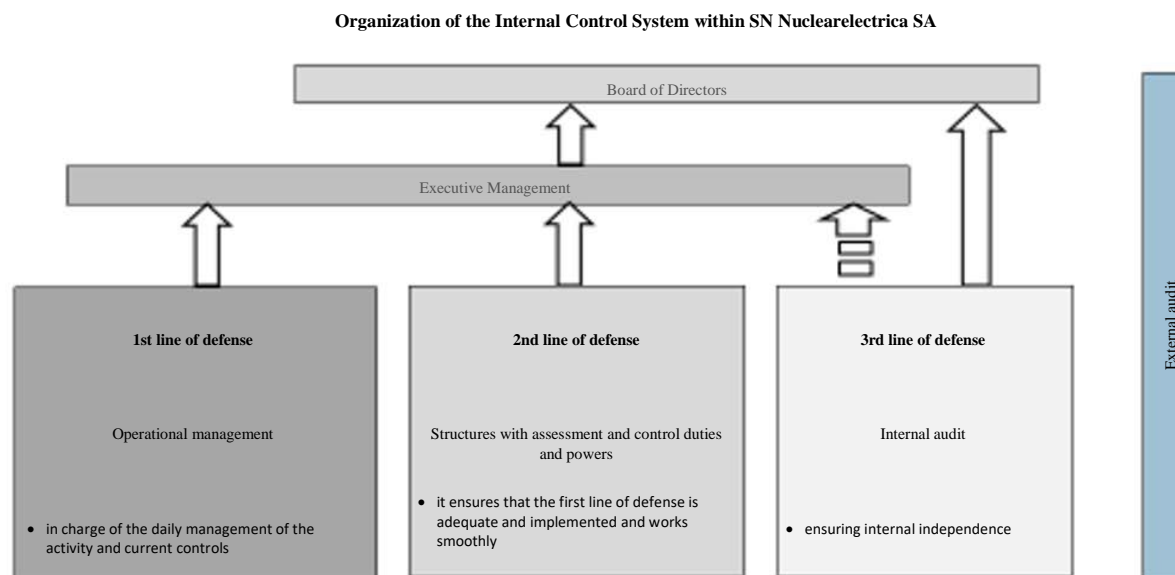 Organization of the Internal Control System within SN Nuclearelectrica SA
Board of Directors
Executive Management
1st line of defense
Operational management
• in charge of the daily management of the
activity and current controls
2nd line of defense
Structures with assessment and control duties
and powers
• it ensures that the first line of defense is
adequate and implemented and works
smoothly
3rd line of defense
Internal audit
• ensuring internal independence
External audit